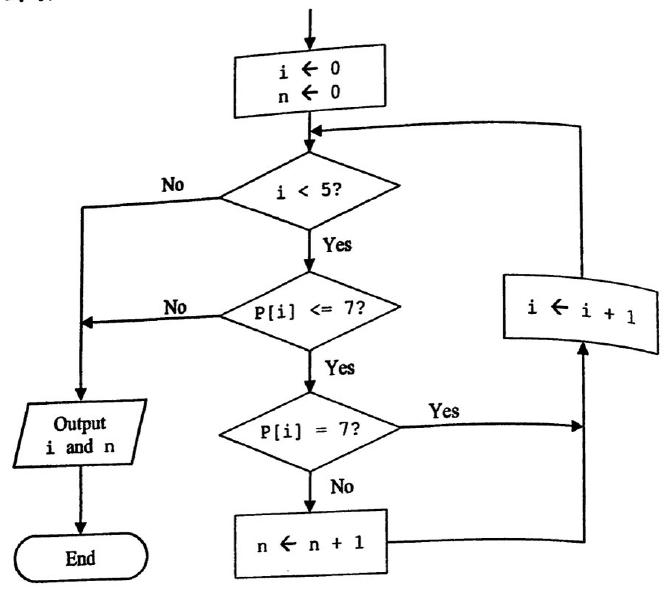 i ← 0
n ← 0
No
i < 5?
Yes
No
P[i] <= 7?
i ← i + 1
Yes
Output
i and n
P[i] = 7?
Yes
No
n ← n + 1
End